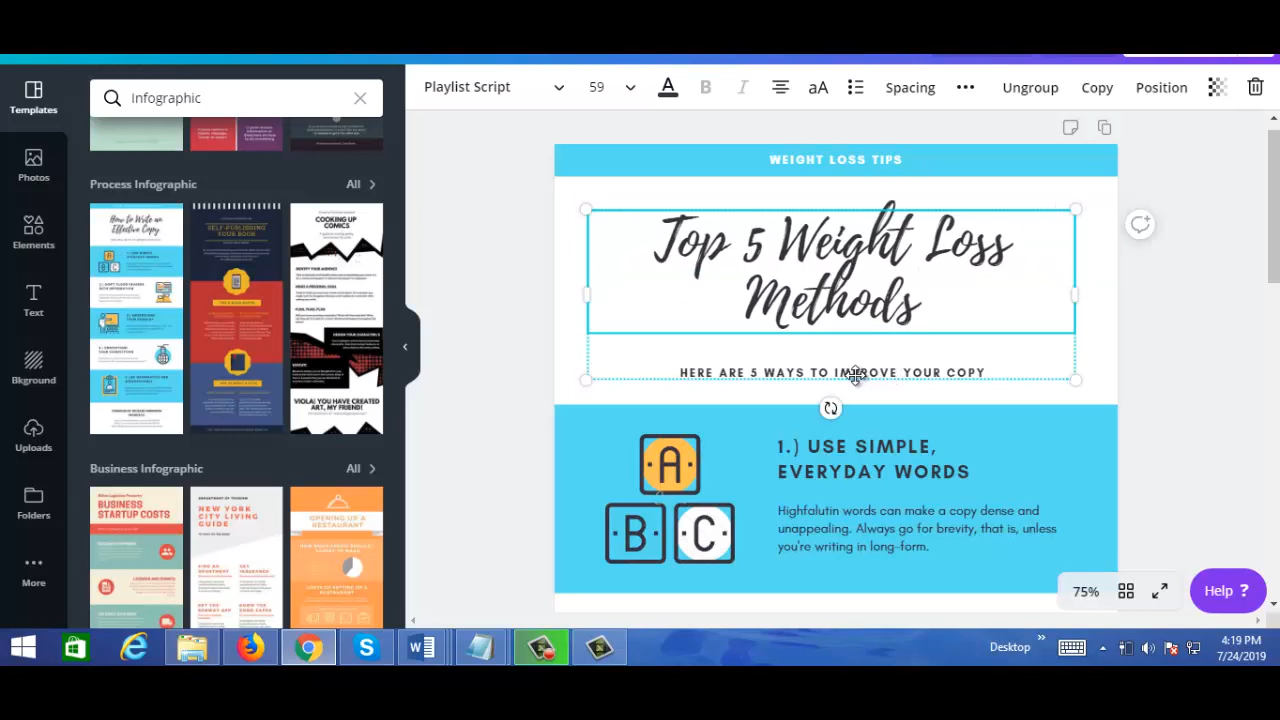 Infographic
Playlist Script
59
A
B
I
aA
Spacing
Ungroup
Copy
Position
Templates
Photos
Elements
Text
Bkground
Uploads
Folders
More
Process Infographic
All
How to Write an
Effective Copy
SELF-PUBLISHING
YOUR BOOK
COOKING UP
COMICS
VIOLA! YOU HAVE CREATED
ART, MY FRIEND!
Business Infographic
All
BUSINESS
STARTUP COSTS
NEW YORK
CITY LIVING
GUIDE
OPENING UP A
RESTAURANT
WEIGHT LOSS TIPS
Top 5 Weight Loss
Methods
HERE ARE 5 WAYS TO IMPROVE YOUR COPY
A
B C
1.) USE SIMPLE,
EVERYDAY WORDS
Highfalutin words can make a copy dense and
unappealing. Always go for brevity, that is, unless
you're writing in long-form.
75%
Help ?
Desktop
4:19 PM
7/24/2019